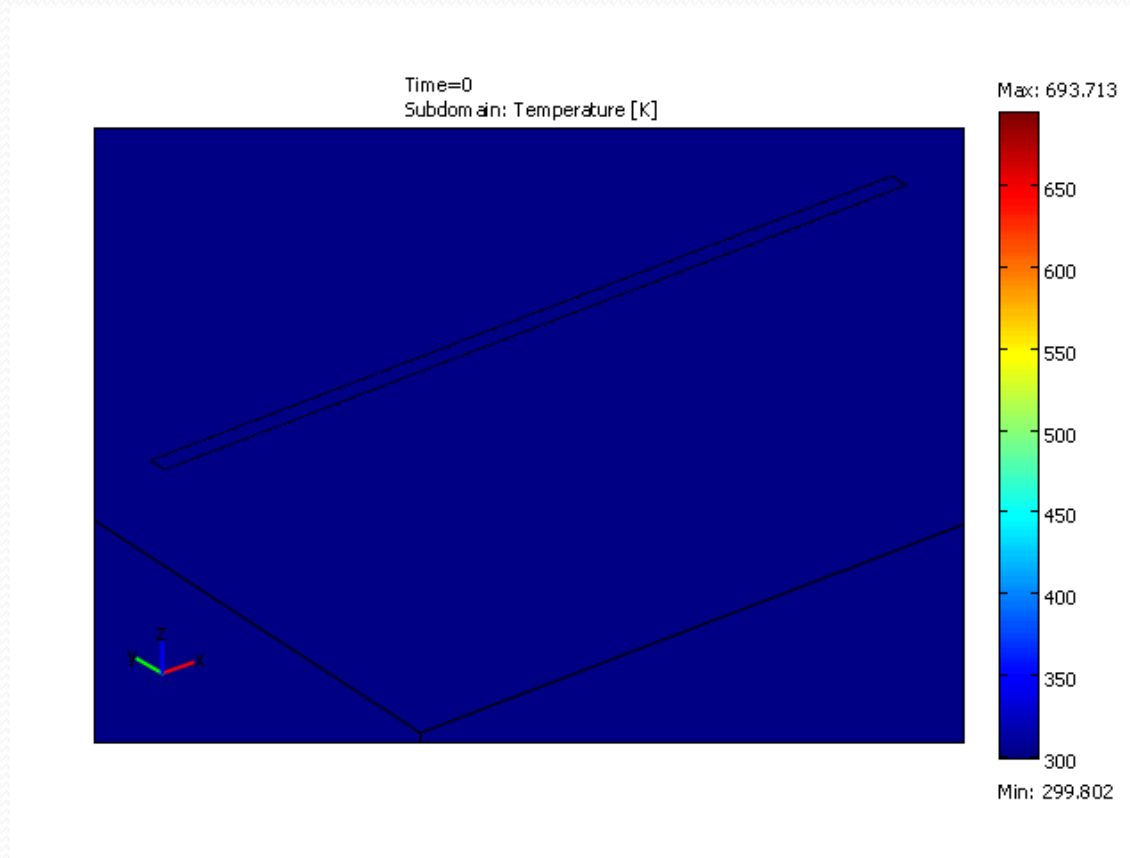 Time=0
Subdomain: Temperature [K]
Max: 693.713
650
600
550
500
450
400
350
300
Min: 299.802
Z
Y
X